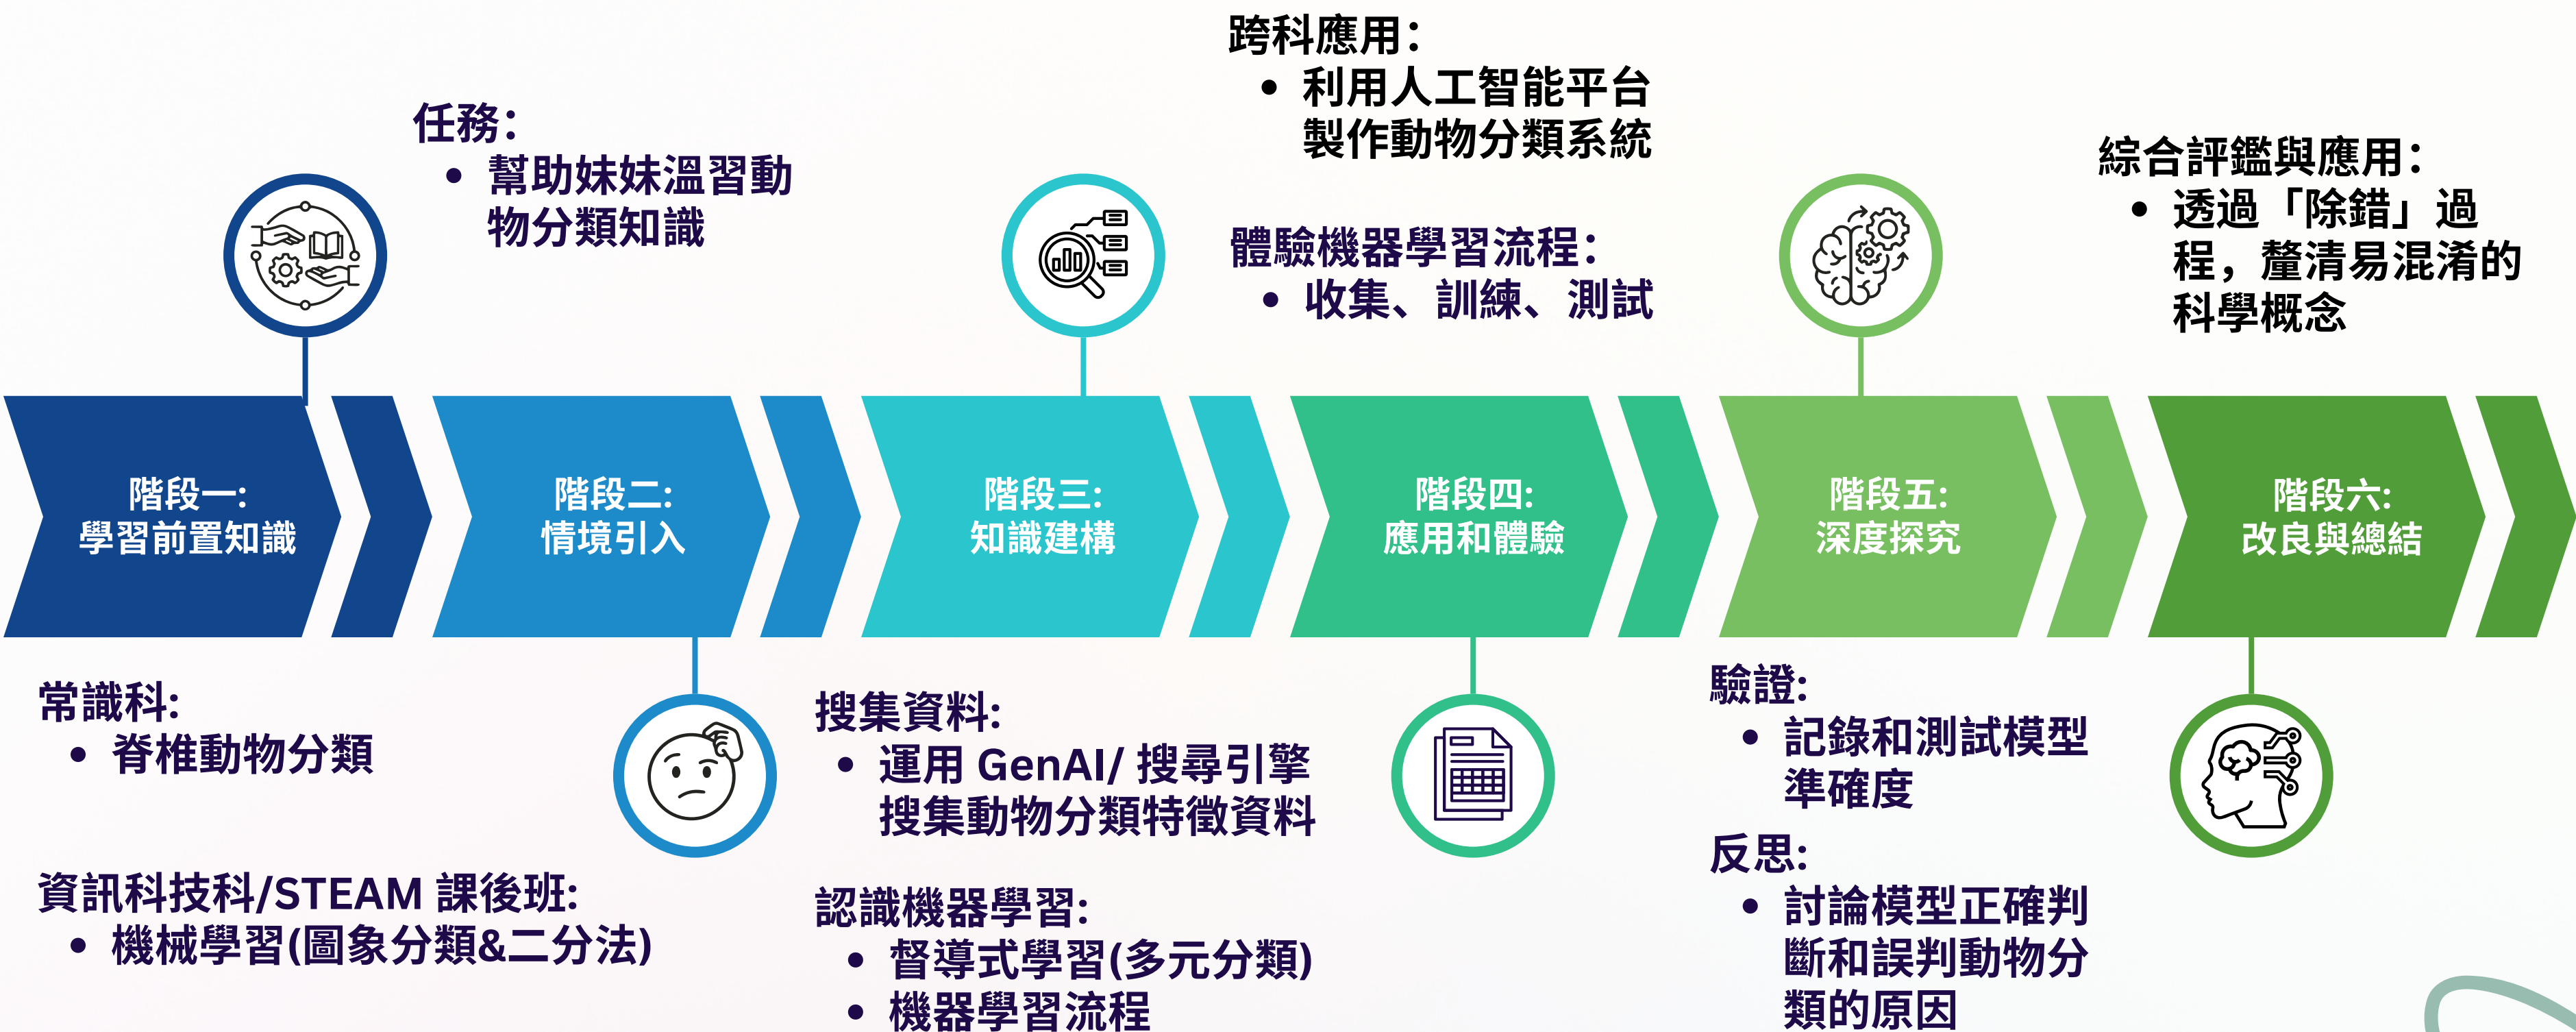 階段一:
學習前置知識
常識科:
• 脊椎動物分類
資訊科技科/STEAM 課後班:
• 機械學習(圖象分類&二分法)
階段二:
情境引入
任務：
• 幫助妹妹溫習動
物分類知識
階段三:
知識建構
搜集資料:
• 運用 GenAI/ 搜尋引擎
搜集動物分類特徵資料
認識機器學習:
• 督導式學習(多元分類)
• 機器學習流程
階段四:
應用和體驗
跨科應用：
• 利用人工智能平台
製作動物分類系統
體驗機器學習流程：
• 收集、訓練、測試
階段五:
深度探究
驗證:
• 記錄和測試模型
準確度
反思:
• 討論模型正確判
斷和誤判動物分
類的原因
階段六:
改良與總結
綜合評鑑與應用：
• 透過「除錯」過
程，釐清易混淆的
科學概念